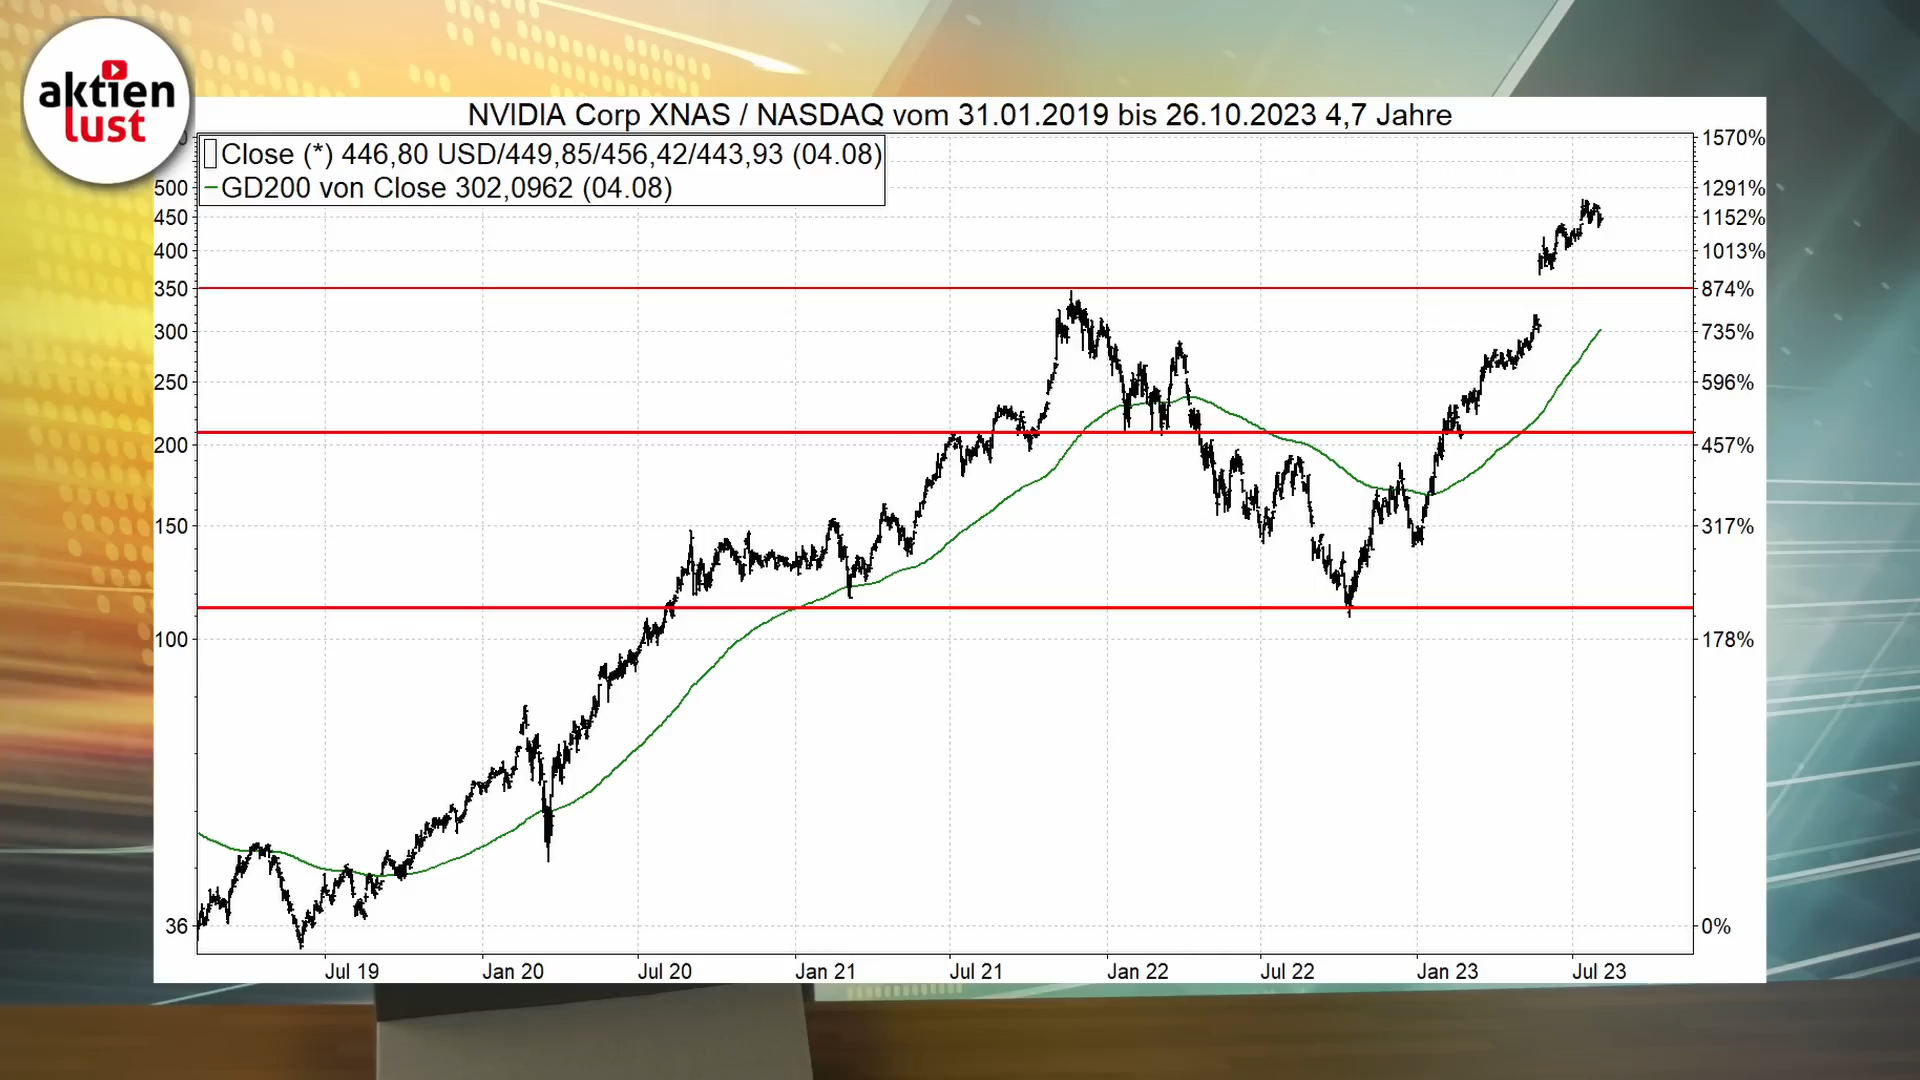 aktien
lust
NVIDIA Corp XNAS / NASDAQ vom 31.01.2019 bis 26.10.2023 4,7 Jahre
Close (*) 446,80 USD/449,85/456,42/443,93 (04.08)
GD200 von Close 302,0962 (04.08)
1570%
500 1291%
450 1152%
400 1013%
350 874%
300 735%
250 596%
200 457%
150 317%
100 178%
36 0%
Jul 19 Jan 20 Jul 20 Jan 21 Jul 21 Jan 22 Jul 22 Jan 23 Jul 23